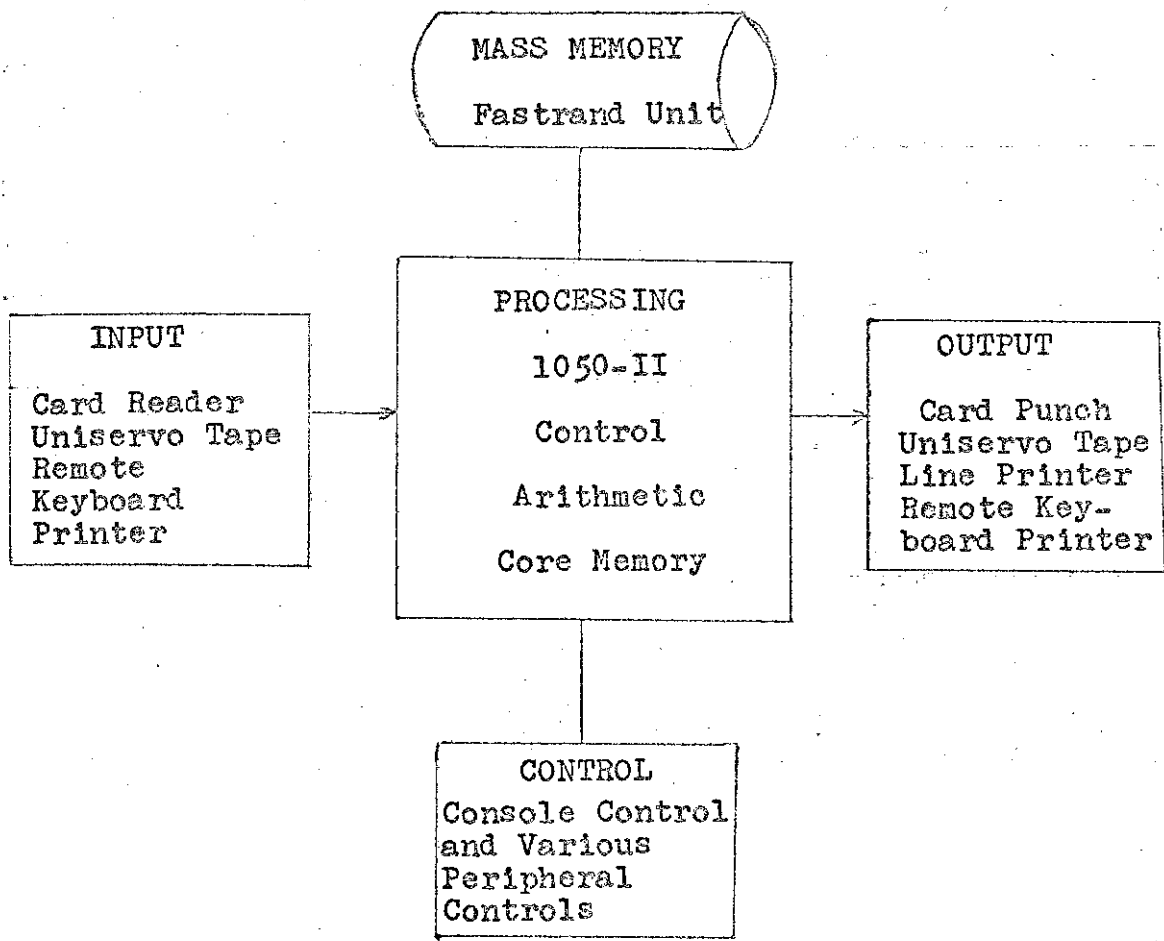 MASS MEMORY
Fastrand Unit
INPUT
Card Reader
Uniservo Tape
Remote
Keyboard
Printer
PROCESSING
1050-II
Control
Arithmetic
Core Memory
OUTPUT
Card Punch
Uniservo Tape
Line Printer
Remote Key-
board Printer
CONTROL
Console Control
and Various
Peripheral
Controls